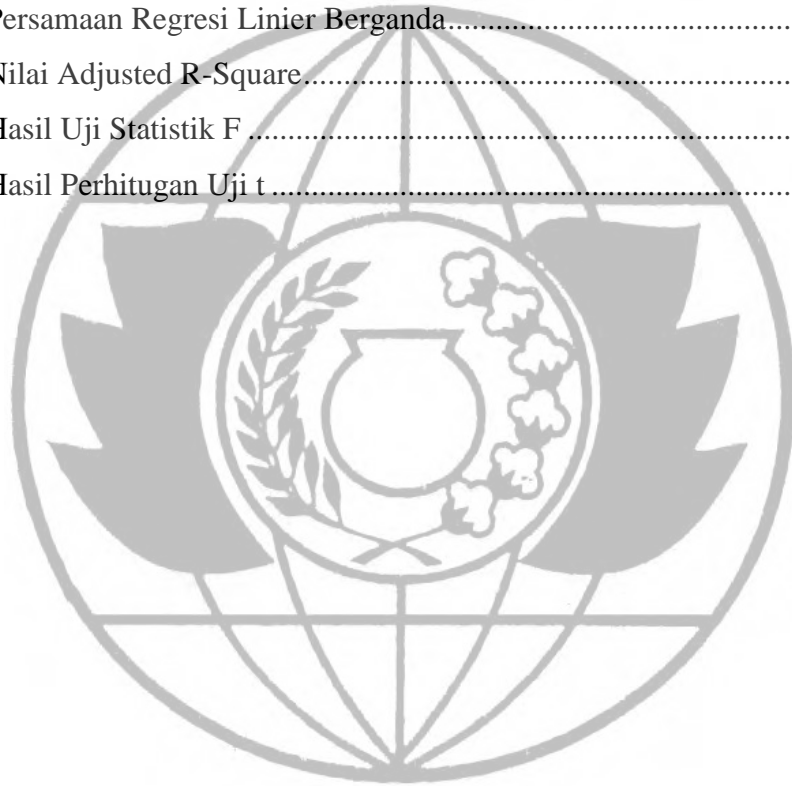 Persamaan Regresi Linier Berganda............................................
Nilai Adjusted R-Square..............................................................
Hasil Uji Statistik F.....................................................................
Hasil Perhitugan Uji t..................................................................